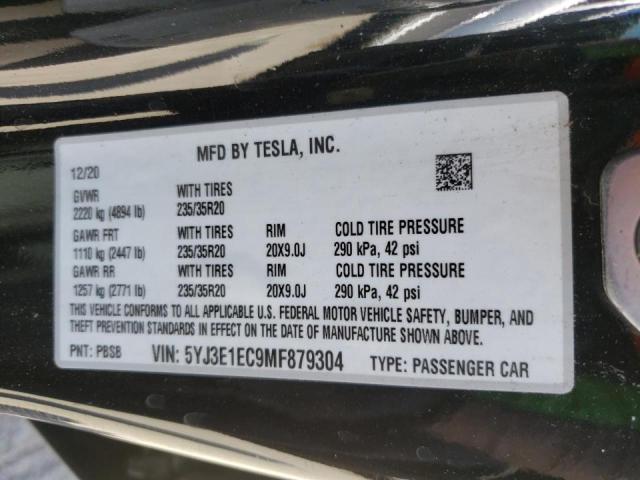 MFD BY TESLA, INC.
12/20
GVWR WITH TIRES
2220 kg (4894 lb) 235/35R20
GAWR FRT WITH TIRES RIM COLD TIRE PRESSURE
1110 kg (2447 lb) 235/35R20 20X9.0J 290 kPa, 42 psi
GAWR RR WITH TIRES RIM COLD TIRE PRESSURE
1257 kg (2771 lb) 235/35R20 20X9.0J 290 kPa, 42 psi
THIS VEHICLE CONFORMS TO ALL APPLICABLE U.S. FEDERAL MOTOR VEHICLE SAFETY, BUMPER, AND
THEFT PREVENTION STANDARDS IN EFFECT ON THE DATE OF MANUFACTURE SHOWN ABOVE.
PNT: PBSB VIN: 5YJ3E1EC9MF879304 TYPE: PASSENGER CAR